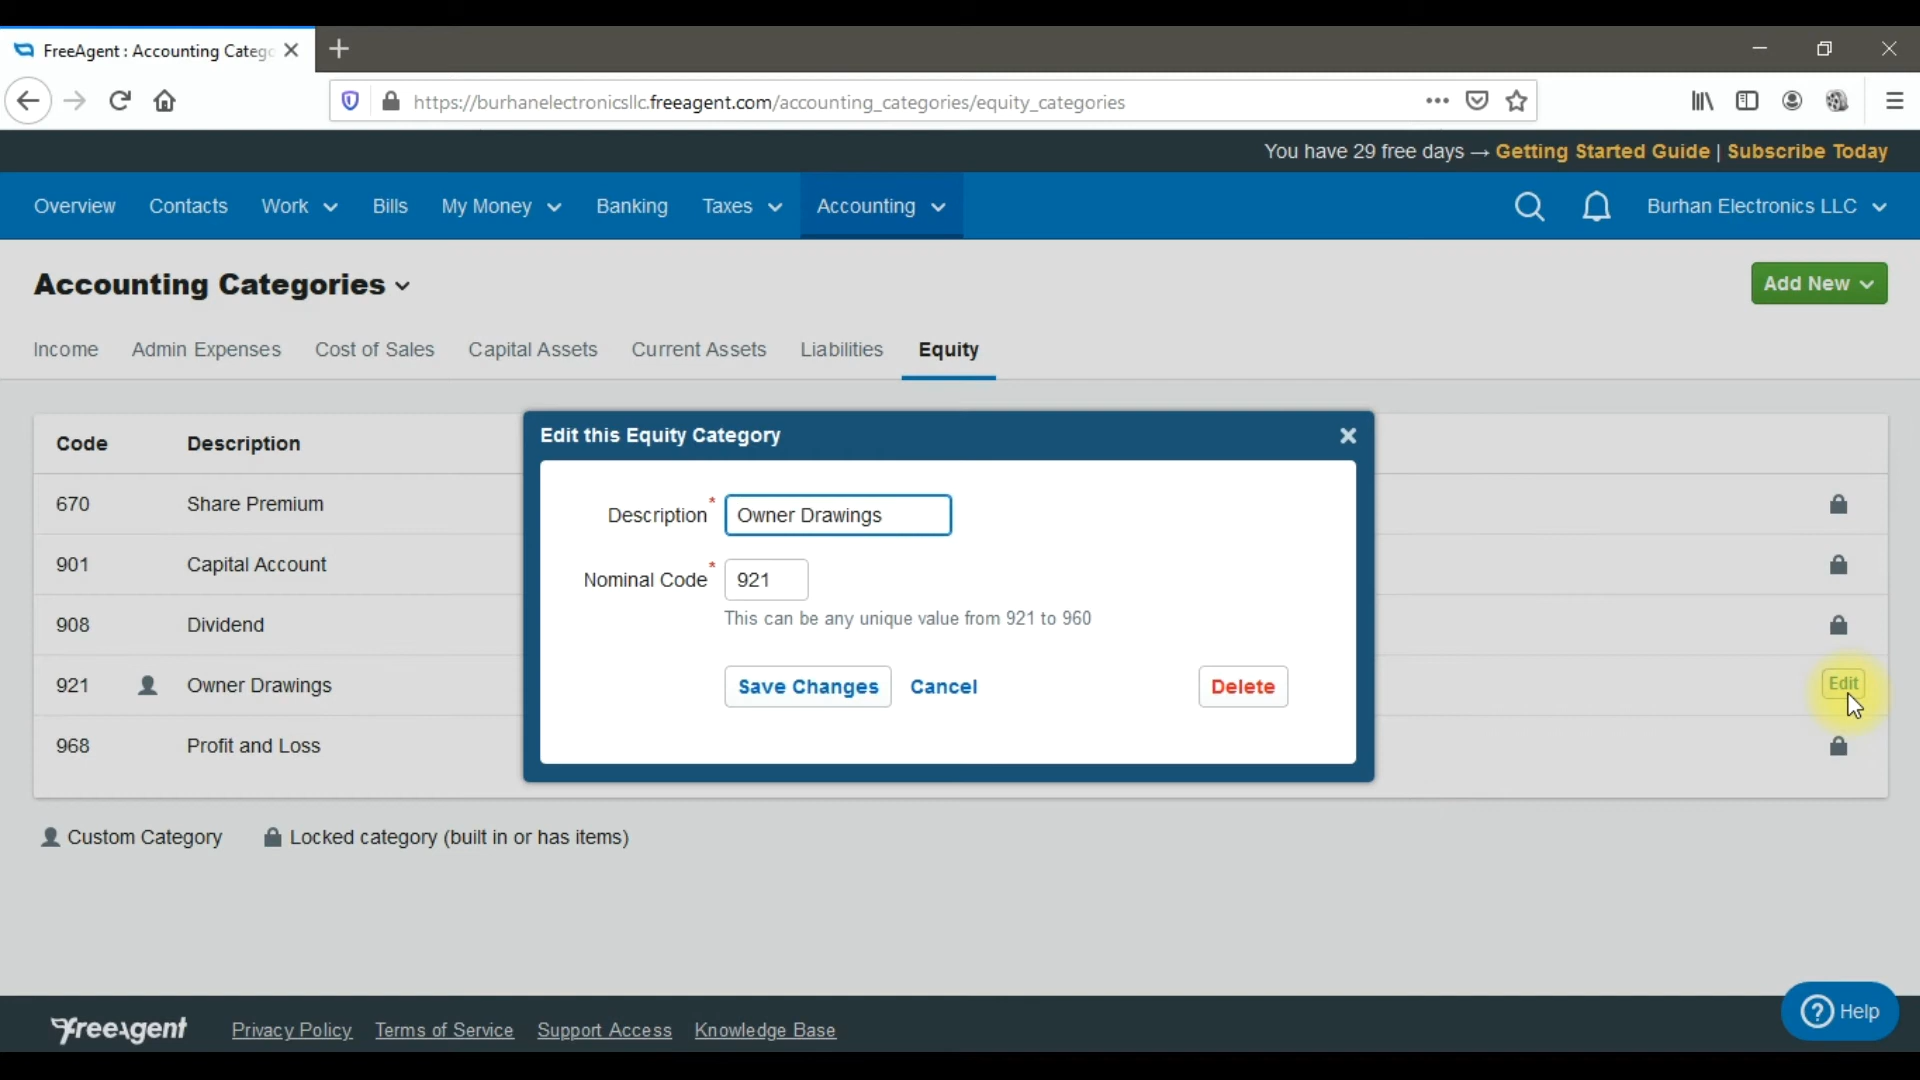 FreeAgent : Accounting Catego
https://burhanelectronicsllc.freeagent.com/accounting_categories/equity_categories
You have 29 free days → Getting Started Guide | Subscribe Today
Overview Contacts Work Bills My Money Banking Taxes Accounting Burhan Electronics LLC
Accounting Categories Add New
Income Admin Expenses Cost of Sales Capital Assets Current Assets Liabilities Equity
Code Description
670 Share Premium
901 Capital Account
908 Dividend
921 Owner Drawings Edit
968 Profit and Loss
Edit this Equity Category
Description * Owner Drawings
Nominal Code * 921
This can be any unique value from 921 to 960
Save Changes Cancel Delete
Custom Category Locked category (built in or has items)
FreeAgent Privacy Policy Terms of Service Support Access Knowledge Base
? Help